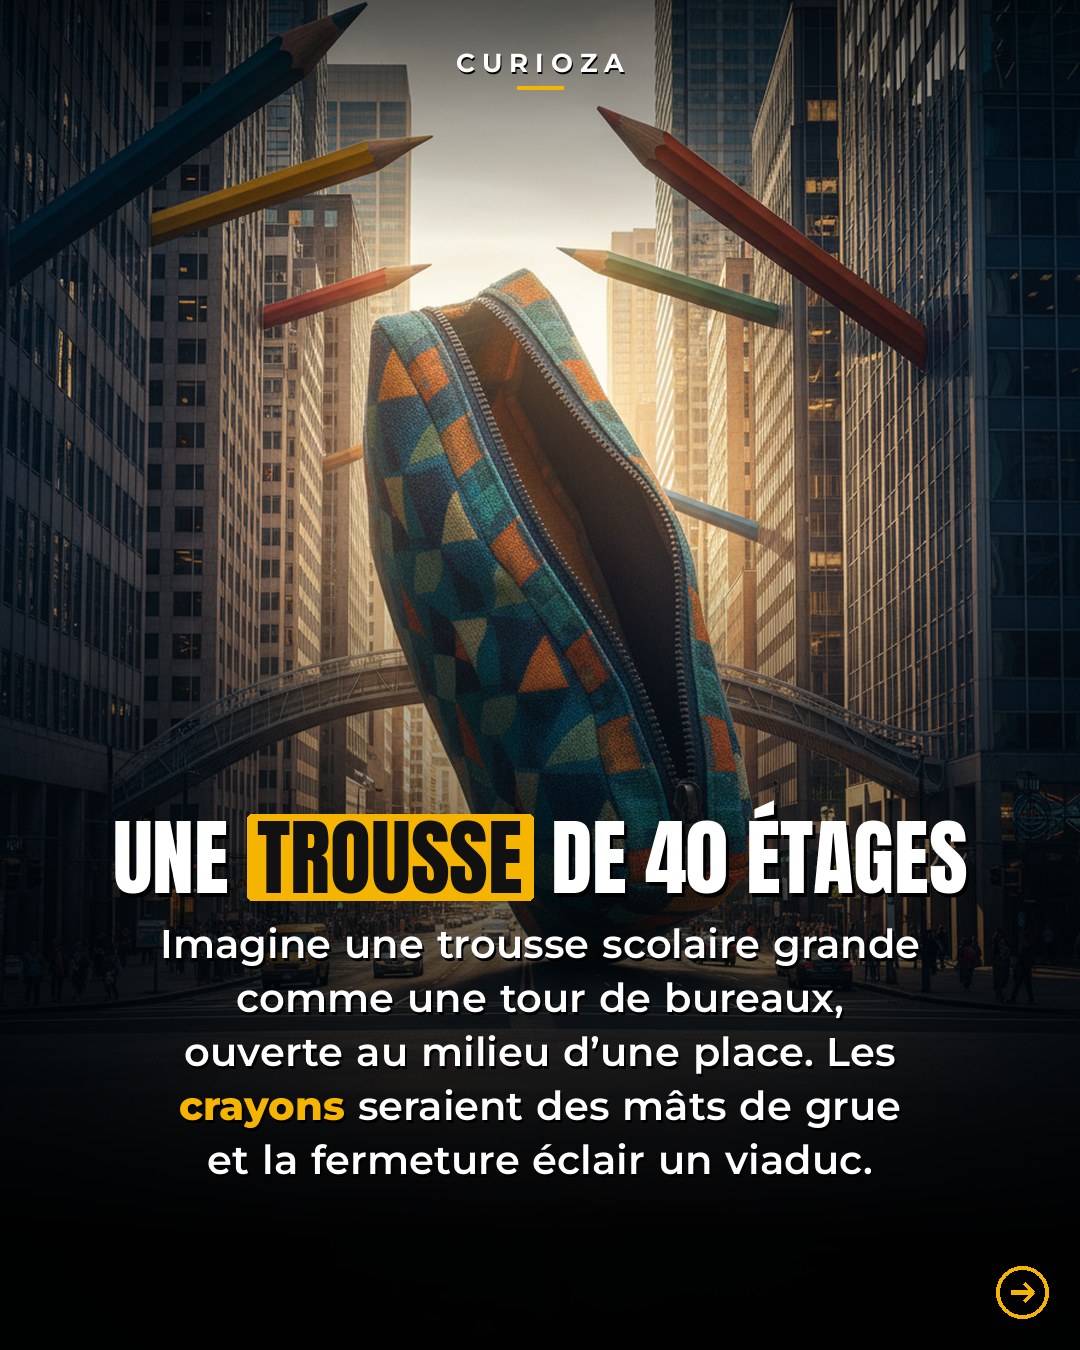 CURIOZA
UNE TROUSSE DE 40 ÉTAGES
Imagine une trousse scolaire grande
comme une tour de bureaux,
ouverte au milieu d’une place. Les
crayons seraient des mâts de grue
et la fermeture éclair un viaduc.